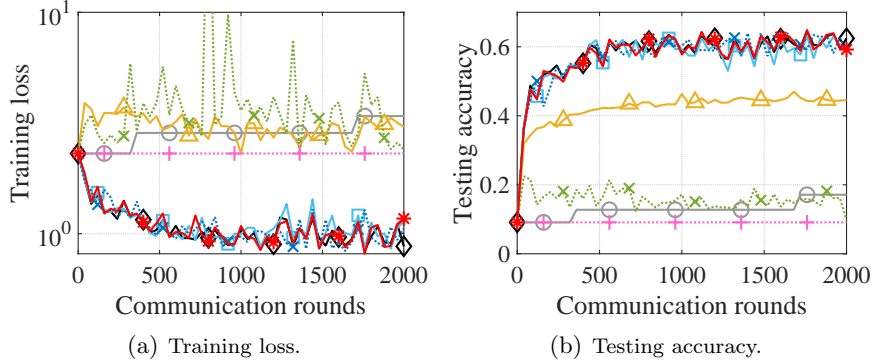 10^1
10^0
Training loss
0 500 1000 1500 2000
Communication rounds
(a) Training loss.
0.6
0.4
0.2
0
Testing accuracy
0 500 1000 1500 2000
Communication rounds
(b) Testing accuracy.